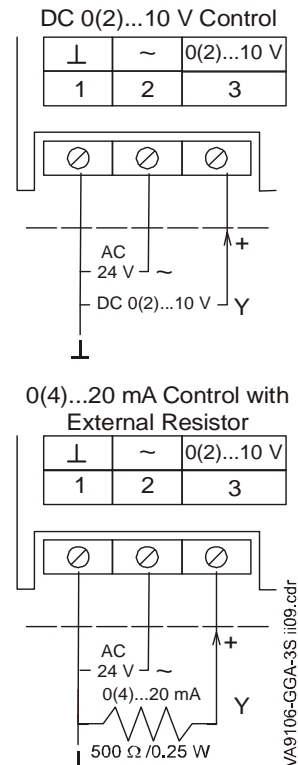 DC 0(2)...10 V Control
⊥ ~ 0(2)...10 V
1 2 3
+
AC
24 V ~
DC 0(2)...10 V Y
⊥
0(4)...20 mA Control with
External Resistor
⊥ ~ 0(2)...10 V
1 2 3
+
AC
24 V ~
0(4)...20 mA Y
500 Ω /0.25 W
VA9106-GGA-3S ii09.cdr